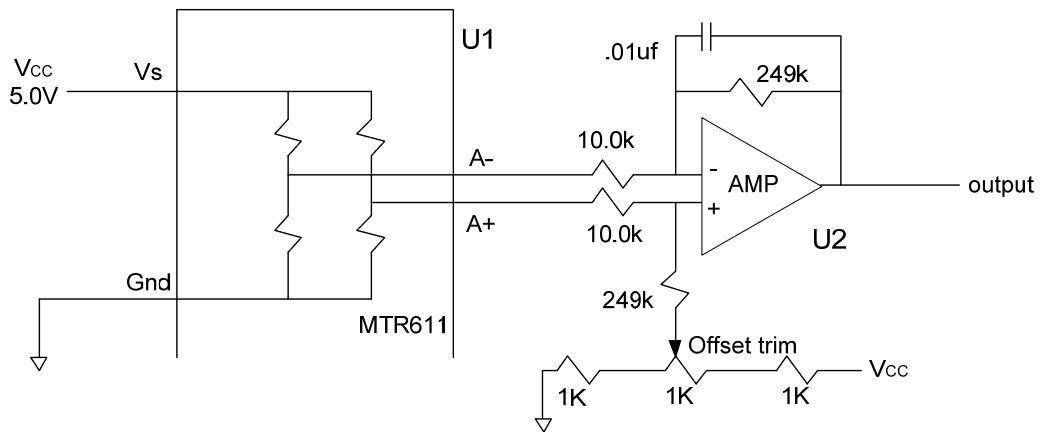 U1
.01uf
Vcc
5.0V
Vs
249k
10.0k
A-
-
AMP
output
+
A+
10.0k
U2
Gnd
249k
MTR611
Offset trim
Vcc
1K
1K
1K